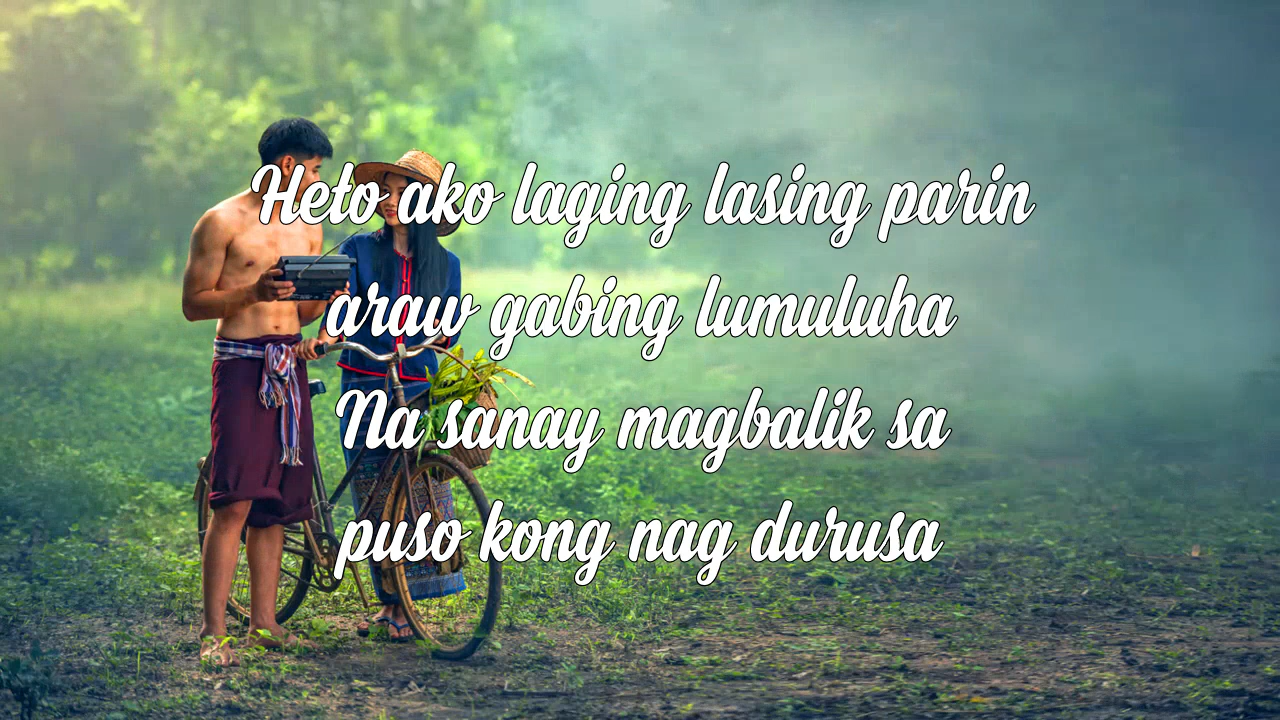 Heto ako laging lasing parin
araw gabing lumuluha
Na sanay magbalik sa
puso kong nag durusa